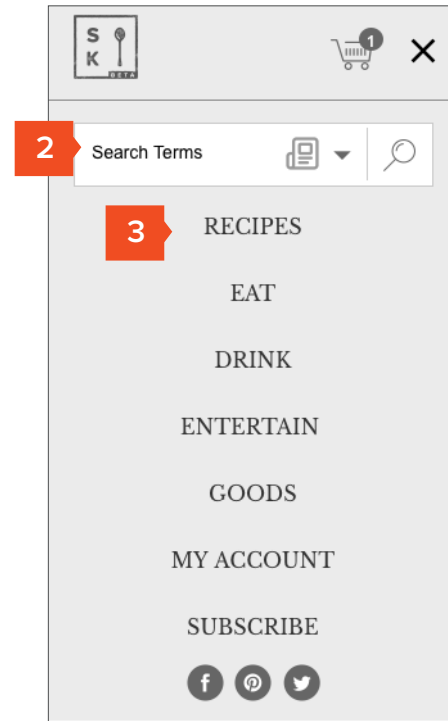 S
K
BETA
1
2
Search Terms
3
RECIPES
EAT
DRINK
ENTERTAIN
GOODS
MY ACCOUNT
SUBSCRIBE